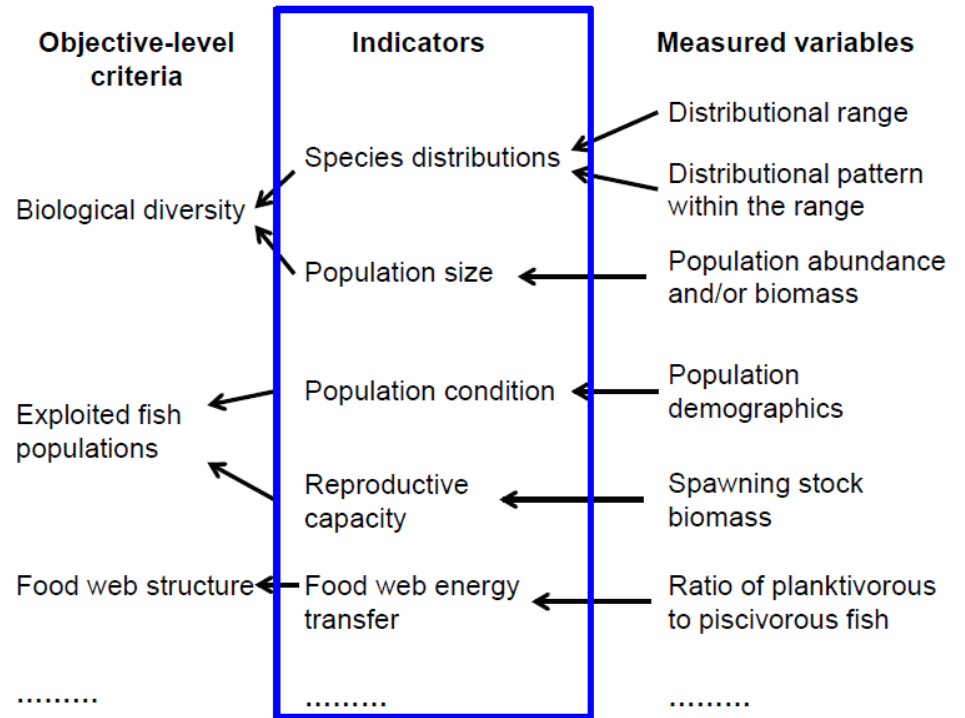 Objective-level
criteria
Indicators
Measured variables
Biological diversity
Species distributions
Distributional range
Distributional pattern
within the range
Population size
Population abundance
and/or biomass
Exploited fish
populations
Population condition
Population
demographics
Reproductive
capacity
Spawning stock
biomass
Food web structure
Food web energy
transfer
Ratio of planktivorous
to piscivorous fish
.........
.........
.........